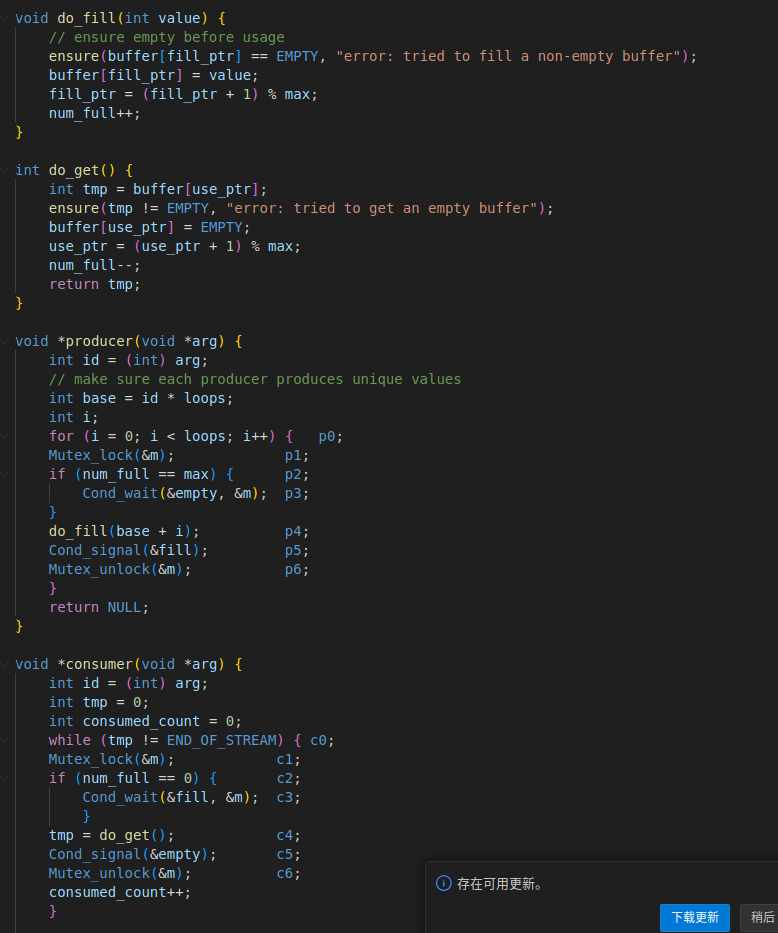 void do_fill(int value) {
    // ensure empty before usage
    ensure(buffer[fill_ptr] == EMPTY, "error: tried to fill a non-empty buffer");
    buffer[fill_ptr] = value;
    fill_ptr = (fill_ptr + 1) % max;
    num_full++;
}

int do_get() {
    int tmp = buffer[use_ptr];
    ensure(tmp != EMPTY, "error: tried to get an empty buffer");
    buffer[use_ptr] = EMPTY;
    use_ptr = (use_ptr + 1) % max;
    num_full--;
    return tmp;
}

void *producer(void *arg) {
    int id = (int) arg;
    // make sure each producer produces unique values
    int base = id * loops;
    int i;
    for (i = 0; i < loops; i++) {   p0;
    Mutex_lock(&m);             p1;
    if (num_full == max) {      p2;
        Cond_wait(&empty, &m);  p3;
    }
    do_fill(base + i);          p4;
    Cond_signal(&fill);         p5;
    Mutex_unlock(&m);           p6;
    }
    return NULL;
}

void *consumer(void *arg) {
    int id = (int) arg;
    int tmp = 0;
    int consumed_count = 0;
    while (tmp != END_OF_STREAM) { c0;
    Mutex_lock(&m);            c1;
    if (num_full == 0) {       c2;
        Cond_wait(&fill, &m);  c3;
        }
    tmp = do_get();            c4;
    Cond_signal(&empty);       c5;
    Mutex_unlock(&m);          c6;
    consumed_count++;
    }
存在可用更新。
下载更新 稍后